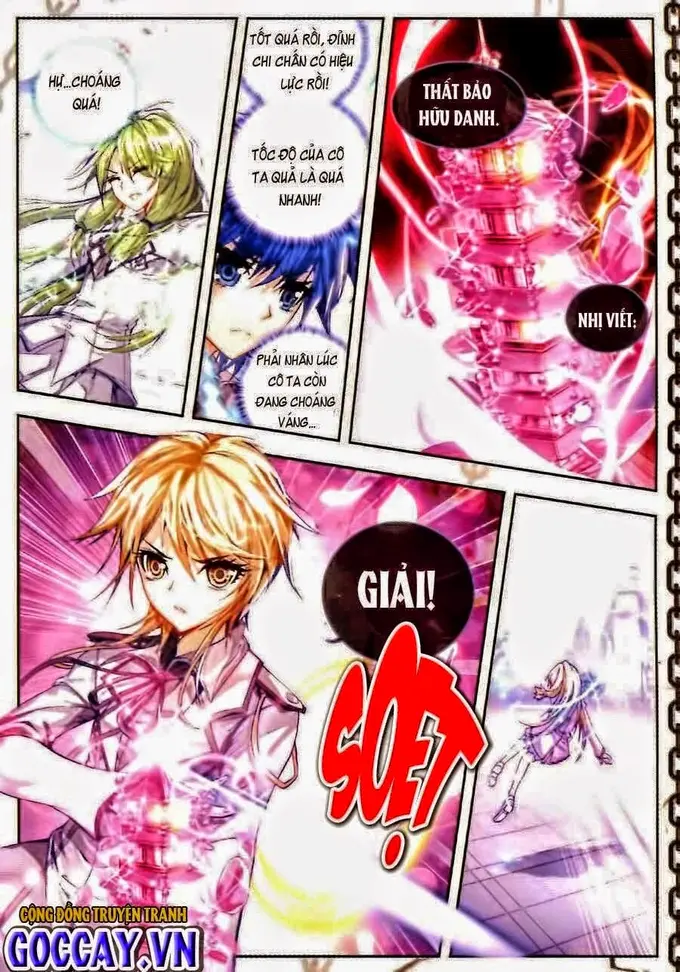 HỰ...CHOÁNG
QUÁ!
TỐT QUÁ RỒI, ĐÍNH
CHI CHẤN CÓ HIỆU
LỰC RỒI!
TỐC ĐỘ CỦA CÔ
TA QUẢ LÀ QUÁ
NHANH!
PHẢI NHÂN LÚC
CÔ TA CÒN
ĐANG CHOÁNG
VÁNG...
THẤT BẢO
HỮU DANH.
NHỊ VIẾT;
GIẢI!
SOẸT
CỘNG ĐỒNG TRUYỆN TRANH
GOCCAY.VN